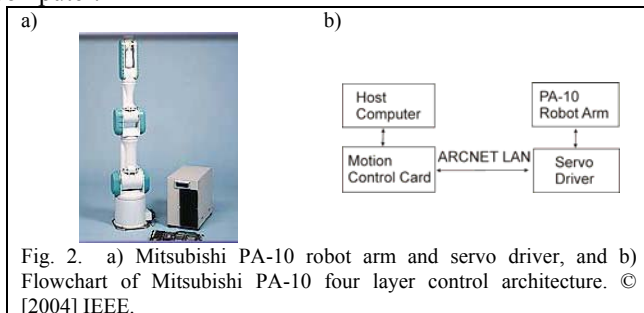 a)
b)
Host
Computer
PA-10
Robot Arm
ARCNET LAN
Motion
Control Card
Servo
Driver
Fig. 2. a) Mitsubishi PA-10 robot arm and servo driver, and b)
Flowchart of Mitsubishi PA-10 four layer control architecture. ©
[2004] IEEE.